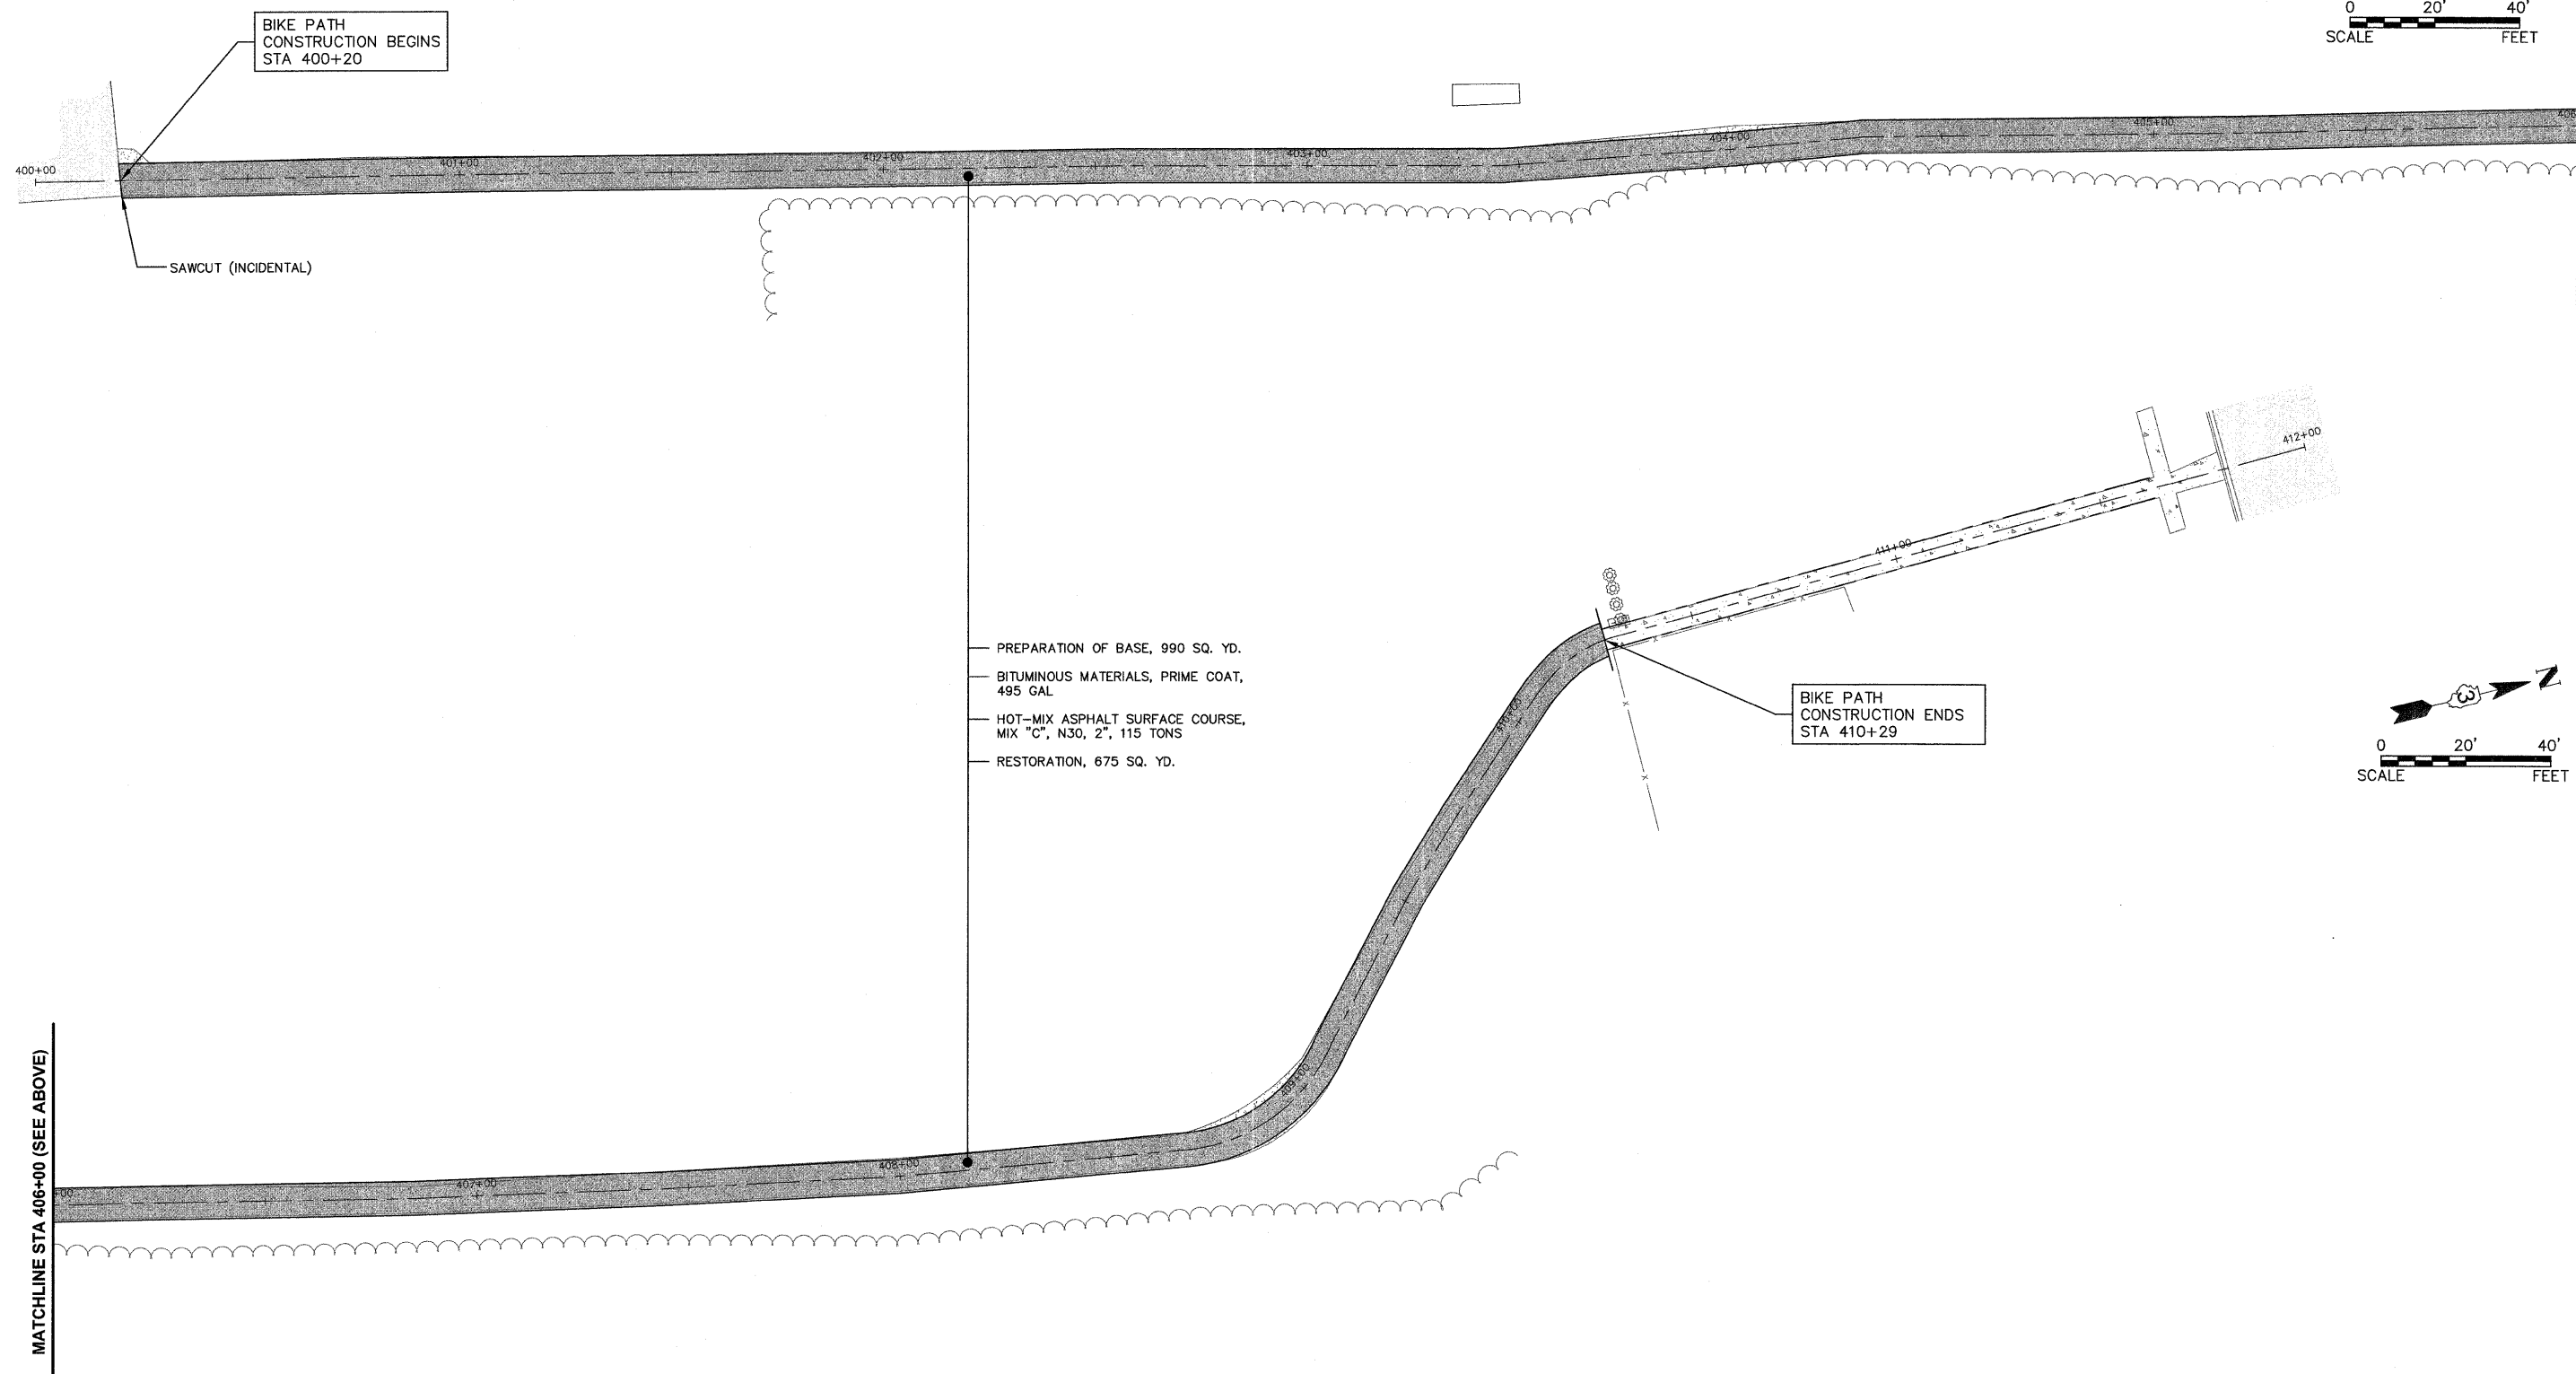 0 20' 40'
SCALE FEET
BIKE PATH
CONSTRUCTION BEGINS
STA 400+20
400+00
401+00
402+00
403+00
404+00
405+00
406
SAWCUT (INCIDENTAL)
412+00
411+00
PREPARATION OF BASE, 990 SQ. YD.
BITUMINOUS MATERIALS, PRIME COAT,
495 GAL
HOT-MIX ASPHALT SURFACE COURSE,
MIX "C", N30, 2", 115 TONS
RESTORATION, 675 SQ. YD.
BIKE PATH
CONSTRUCTION ENDS
STA 410+29
N
3
0 20' 40'
SCALE FEET
410+00
409+00
408+00
407+00
+00
MATCHLINE STA 406+00 (SEE ABOVE)